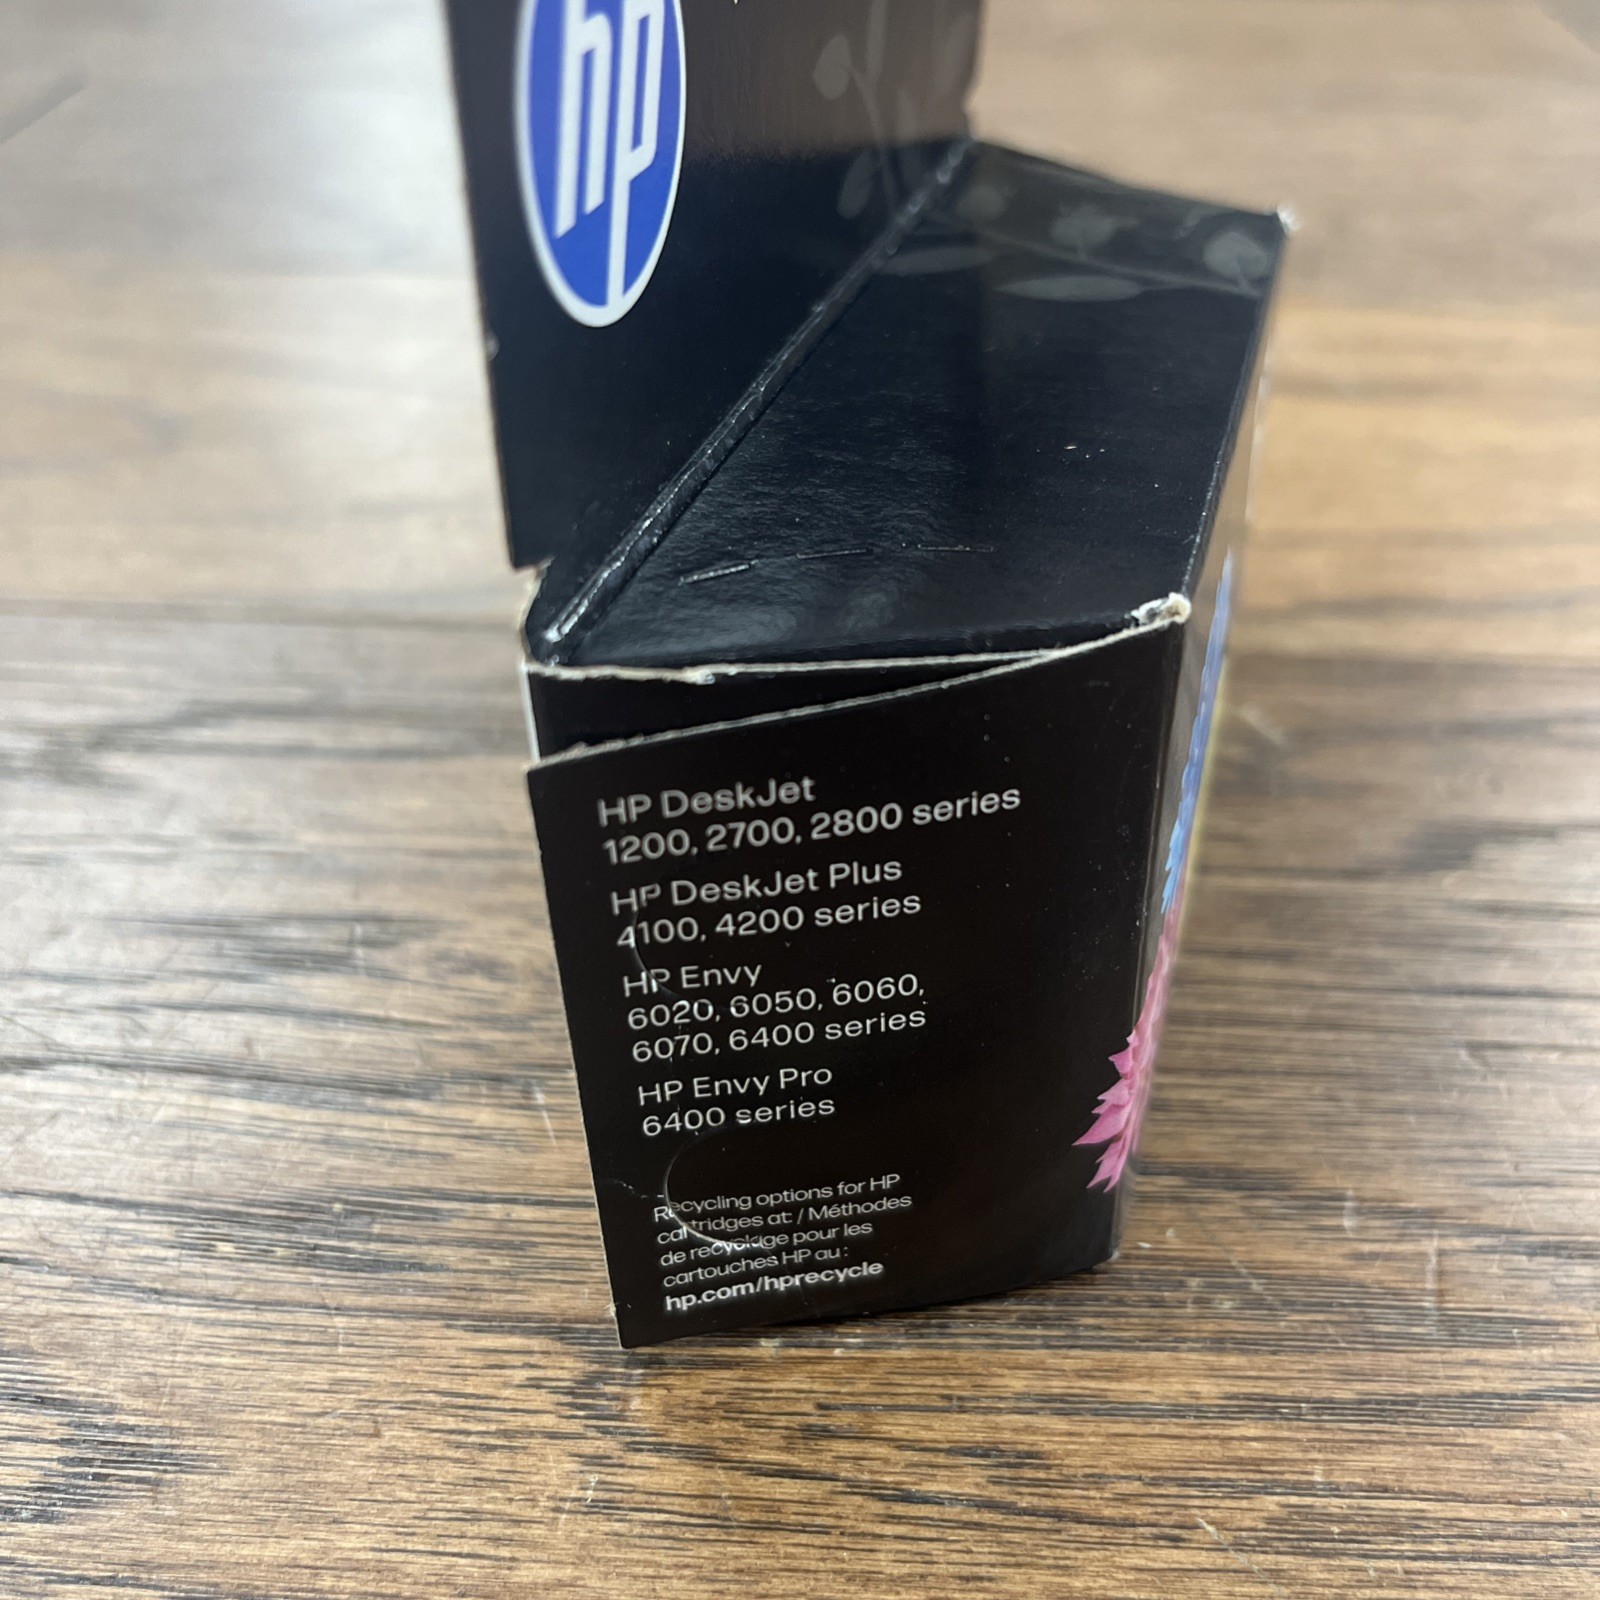 hp
HP DeskJet
1200, 2700, 2800 series
HP DeskJet Plus
4100, 4200 series
HP Envy
6020, 6050, 6060,
6070, 6400 series
HP Envy Pro
6400 series
Recycling options for HP
cartridges at: / Méthodes
de recyclage pour les
cartouches HP au :
hp.com/hprecycle